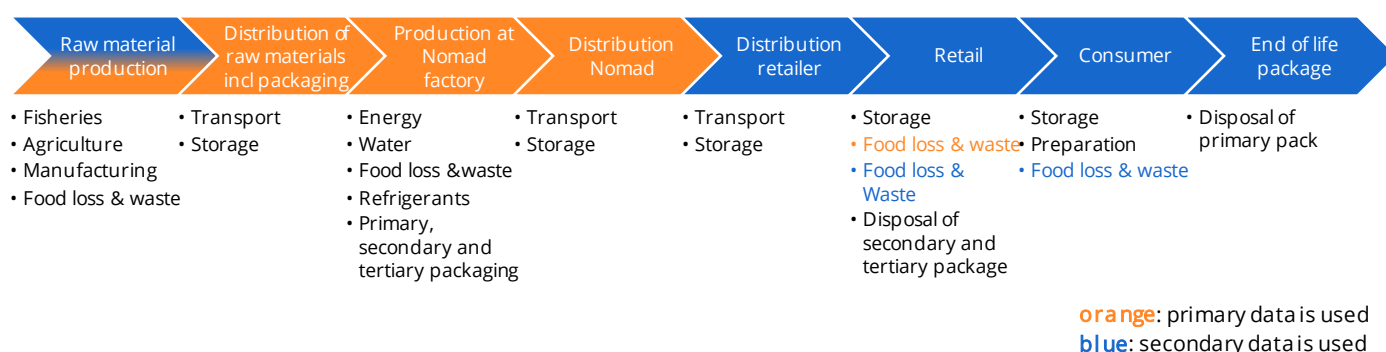 Raw material
production
Distribution of
raw materials
incl packaging
Production at
Nomad
factory
Distribution
Nomad
Distribution
retailer
Retail
Consumer
End of life
package
• Fisheries
• Agriculture
• Manufacturing
• Food loss & waste
• Transport
• Storage
• Energy
• Water
• Food loss &waste
• Refrigerants
• Primary,
secondary and
tertiary packaging
• Transport
• Storage
• Transport
• Storage
• Storage
• Food loss & waste
• Food loss &
Waste
• Disposal of
secondary and
tertiary package
• Storage
• Preparation
• Food loss & waste
• Disposal of
primary pack
orange: primary data is used
blue: secondary data is used